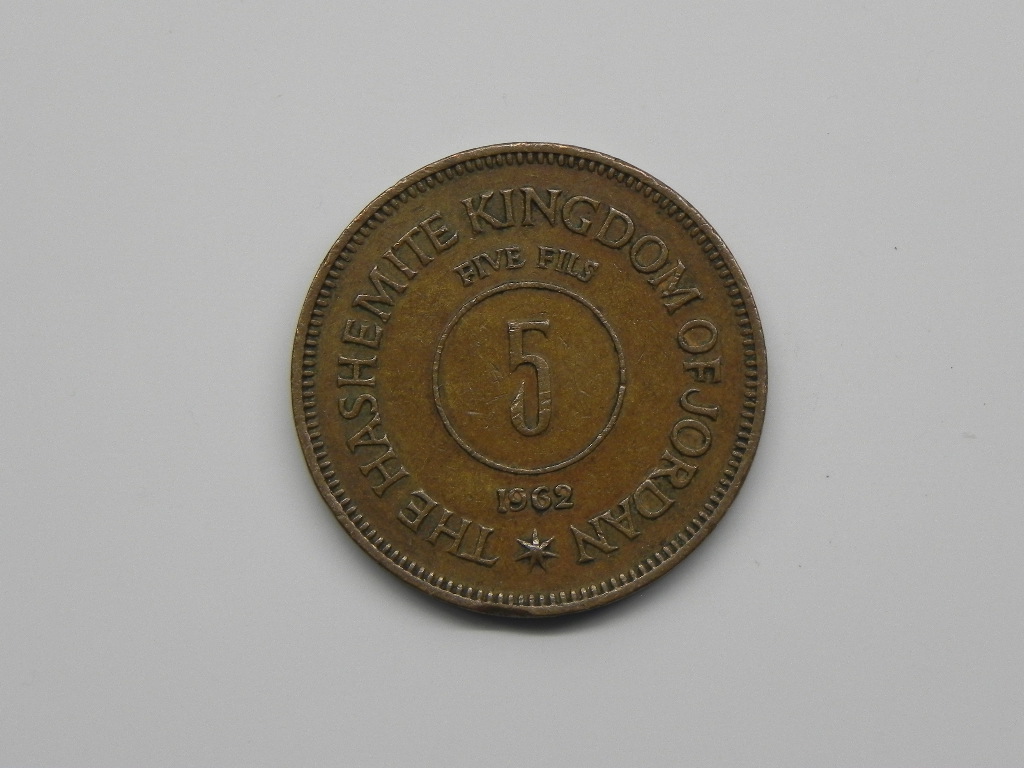 THE HASHEMITE KINGDOM OF JORDAN
FIVE FILS
5
1962